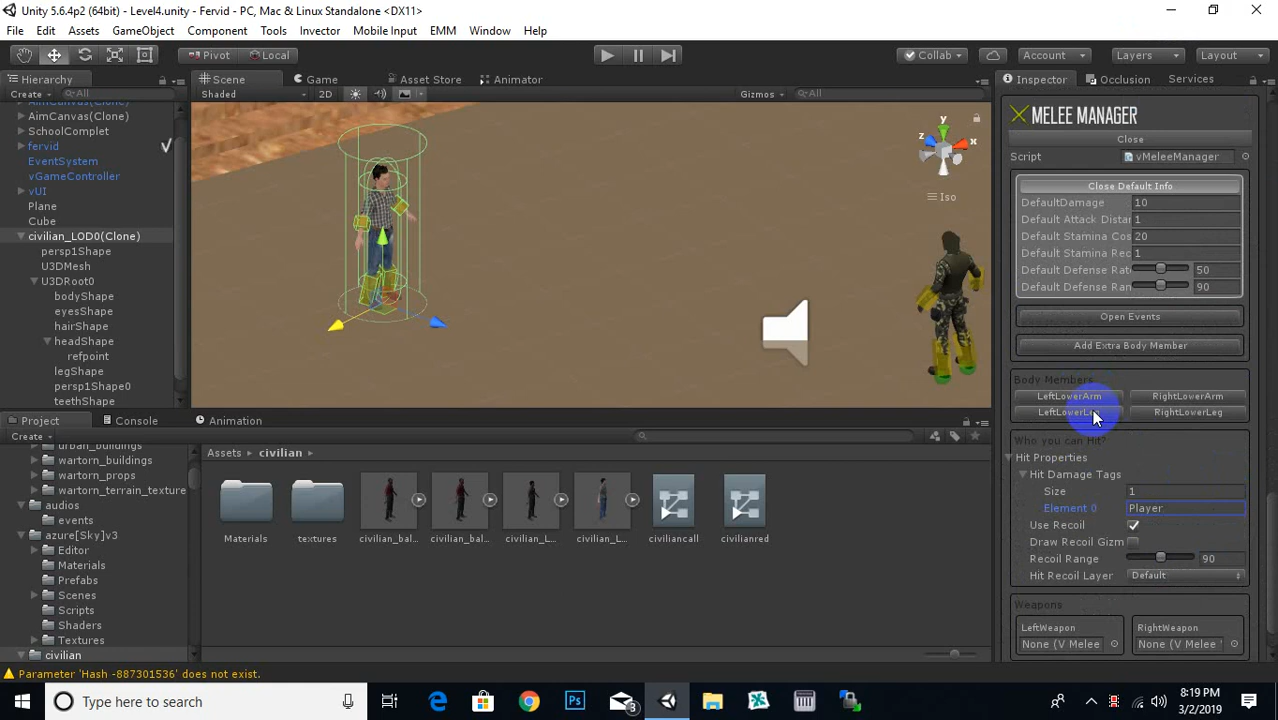 Unity 5.6.4p2 (64bit) - Level4.unity - Fervid - PC, Mac & Linux Standalone <DX11>
File Edit Assets GameObject Component Tools Invector Mobile Input EMM Window Help
Pivot Local Collab Account Layers Layout
Hierarchy Scene Game Asset Store Animator Inspector Occlusion Services
Create All Shaded 2D Gizmos All
AimCanvas(Clone)
AimCanvas(Clone)
SchoolComplet
fervid
EventSystem
vGameController
vUI
Plane
Cube
civilian_LOD0(Clone)
persp1Shape
U3DMesh
U3DRoot0
bodyShape
eyesShape
hairShape
headShape
refpoint
legShape
persp1Shape0
teethShape
y
z x
Iso
MELEE MANAGER
Close
Script vMeleeManager
Close Default Info
DefaultDamage 10
Default Attack Distar 1
Default Stamina Cos 20
Default Stamina Rec 1
Default Defense Rat 50
Default Defense Ran 90
Open Events
Add Extra Body Member
Body Members
LeftLowerArm RightLowerArm
LeftLowerLeg RightLowerLeg
Who you can Hit?
Hit Properties
Hit Damage Tags
Size 1
Element 0 Player
Use Recoil
Draw Recoil Gizm
Recoil Range 90
Hit Recoil Layer Default
Weapons
LeftWeapon RightWeapon
None (V Melee None (V Melee
Project Console Animation
Create
urban_buildings
wartorn_buildings
wartorn_props
wartorn_terrain_texture
audios
events
azure[Sky]v3
Editor
Materials
Prefabs
Scenes
Scripts
Shaders
Textures
civilian
Assets civilian
Materials textures civilian_bal... civilian_bal... civilian_L... civilian_L... civiliancall civilianred
Parameter 'Hash -887301536' does not exist.
Type here to search
3
8:19 PM
3/2/2019